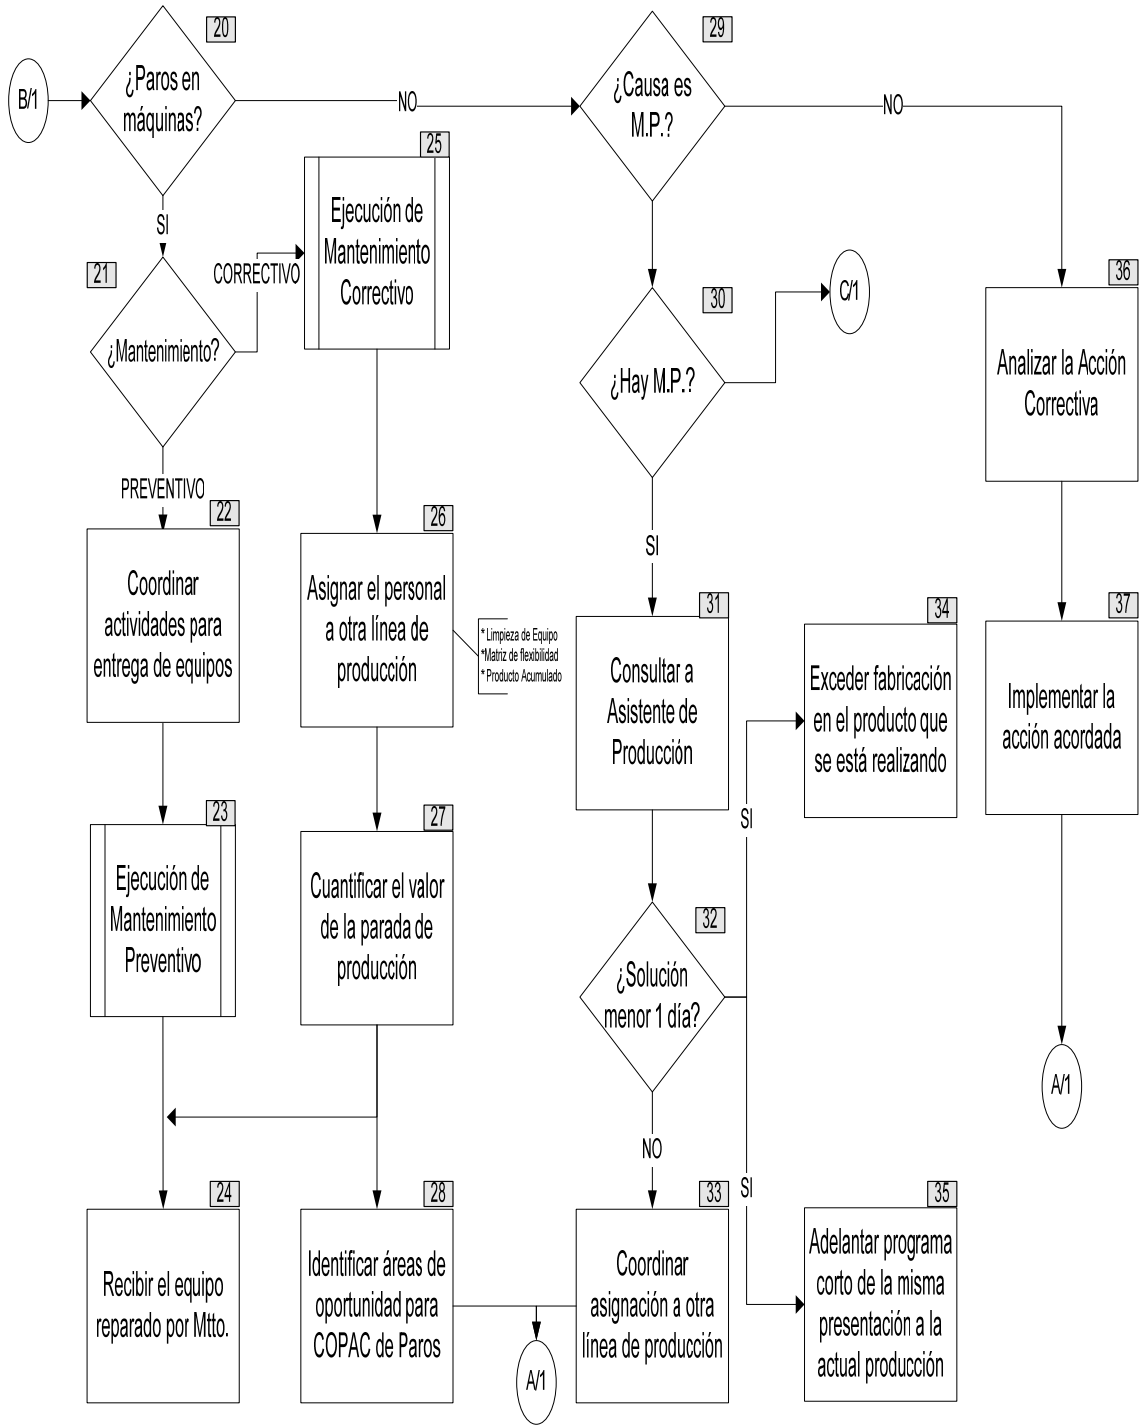 20
¿Paros en
máquinas?
B/1
NO
SI
21
¿Mantenimiento?
CORRECTIVO
PREVENTIVO
22
Coordinar
actividades para
entrega de equipos
23
Ejecución de
Mantenimiento
Preventivo
24
Recibir el equipo
reparado por Mtto.
25
Ejecución de
Mantenimiento
Correctivo
26
Asignar el personal
a otra línea de
producción
* Limpieza de Equipo
*Matriz de flexibilidad
* Producto Acumulado
27
Cuantificar el valor
de la parada de
producción
28
Identificar áreas de
oportunidad para
COPAC de Paros
A/1
29
¿Causa es
M.P.?
NO
30
¿Hay M.P.?
C/1
SI
31
Consultar a
Asistente de
Producción
32
¿Solución
menor 1 día?
NO
SI
SI
33
Coordinar
asignación a otra
línea de producción
34
Exceder fabricación
en el producto que
se está realizando
35
Adelantar programa
corto de la misma
presentación a la
actual producción
36
Analizar la Acción
Correctiva
37
Implementar la
acción acordada
A/1